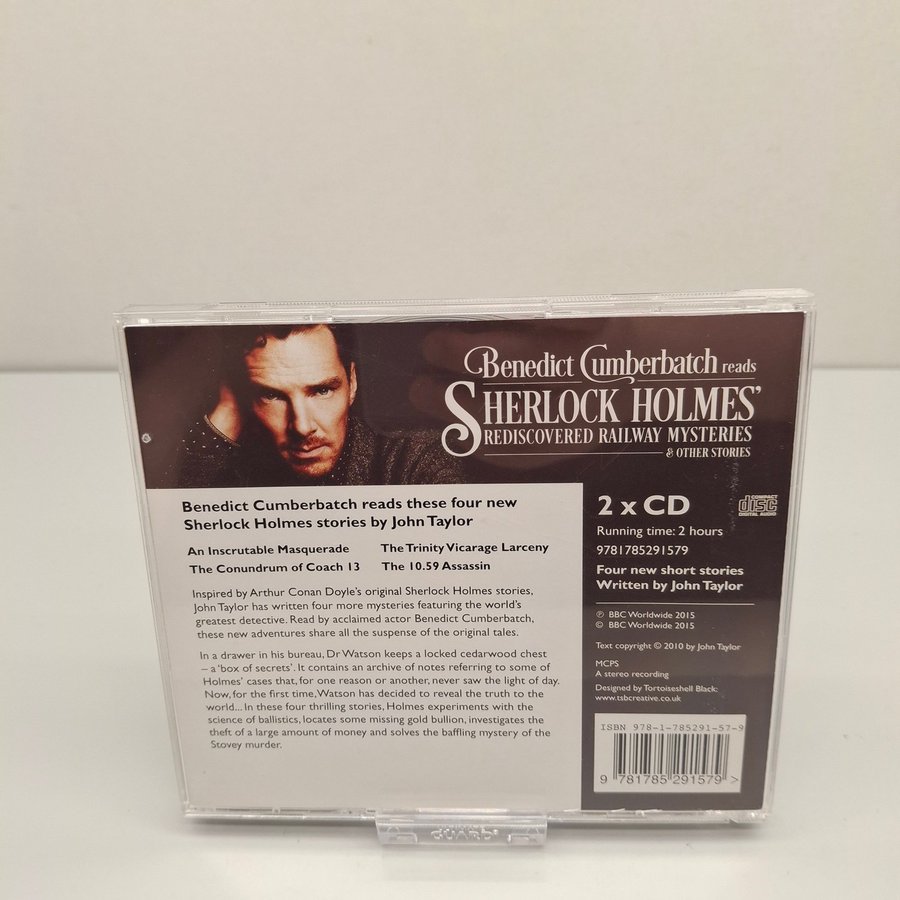 Benedict Cumberbatch reads
SHERLOCK HOLMES'
REDISCOVERED RAILWAY MYSTERIES
& OTHER STORIES
Benedict Cumberbatch reads these four new
Sherlock Holmes stories by John Taylor
An Inscrutable Masquerade The Trinity Vicarage Larceny
The Conundrum of Coach 13 The 10.59 Assassin
Inspired by Arthur Conan Doyle's original Sherlock Holmes stories,
John Taylor has written four more mysteries featuring the world's
greatest detective. Read by acclaimed actor Benedict Cumberbatch,
these new adventures share all the suspense of the original tales.
In a drawer in his bureau, Dr Watson keeps a locked cedarwood chest
– a 'box of secrets'. It contains an archive of notes referring to some of
Holmes' cases that, for one reason or another, never saw the light of day.
Now, for the first time, Watson has decided to reveal the truth to the
world... In these four thrilling stories, Holmes experiments with the
science of ballistics, locates some missing gold bullion, investigates the
theft of a large amount of money and solves the baffling mystery of the
Stovey murder.
2 x CD
COMPACT
disc
DIGITAL AUDIO
Running time: 2 hours
9781785291579
Four new short stories
Written by John Taylor
℗ BBC Worldwide 2015
© BBC Worldwide 2015
Text copyright © 2010 by John Taylor
MCPS
A stereo recording
Designed by Tortoiseshell Black:
www.tsbcreative.co.uk
ISBN 978-1-785291-57-9
9 781785 291579 >